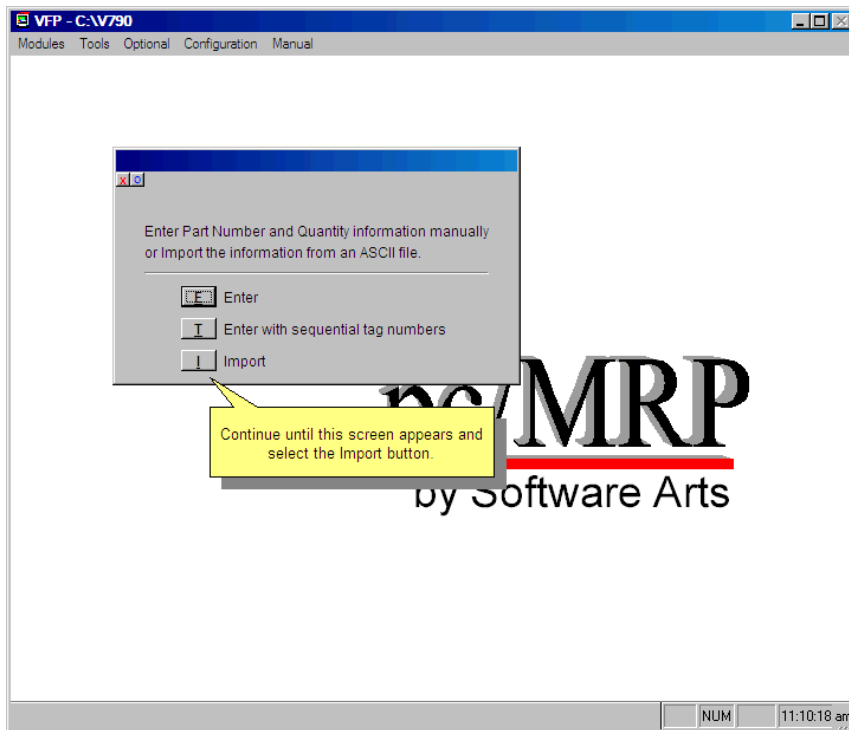 VFP - C:\V790
Modules Tools Optional Configuration Manual
x o
Enter Part Number and Quantity information manually
or Import the information from an ASCII file.
E Enter
T Enter with sequential tag numbers
I Import
Continue until this screen appears and
select the Import button.
pc/MRP
by Software Arts
NUM 11:10:18 am